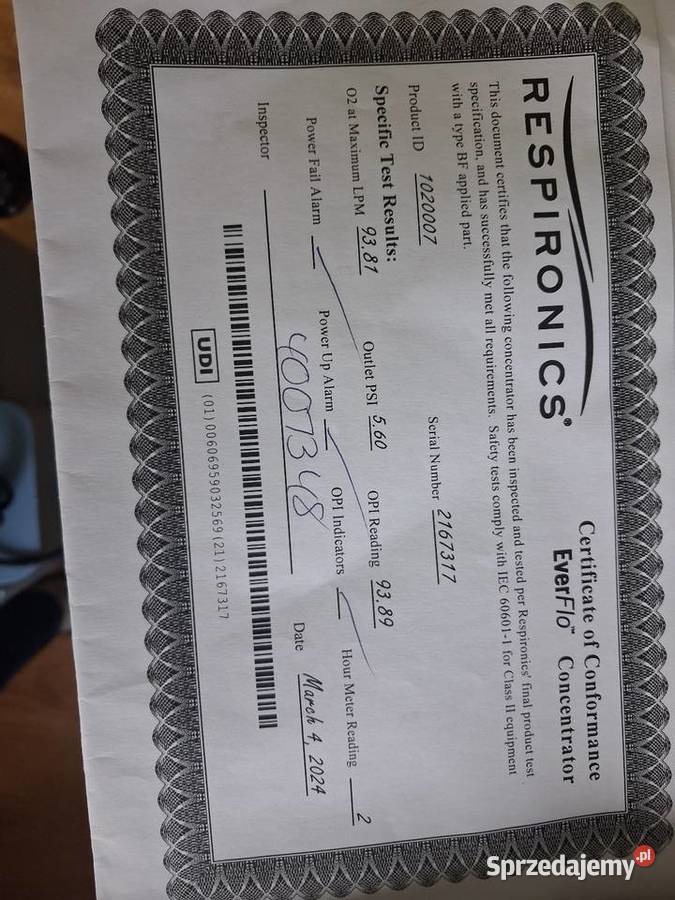 RESPIRONICS®
Certificate of Conformance
EverFlo™ Concentrator
This document certifies that the following concentrator has been inspected and tested per Respironics' final product test
specification, and has successfully met all requirements. Safety tests comply with IEC 60601-1 for Class II equipment
with a type BF applied part.
Product ID 1020007 Serial Number 2167317
Specific Test Results:
O2 at Maximum LPM 93.81 Outlet PSI 5.60 OPI Reading 93.89
Power Fail Alarm Power Up Alarm OPI Indicators Hour Meter Reading 2
Inspector 4007348 Date March 4, 2024
UDI (01)00606959032569(21)2167317
Sprzedajemy.pl